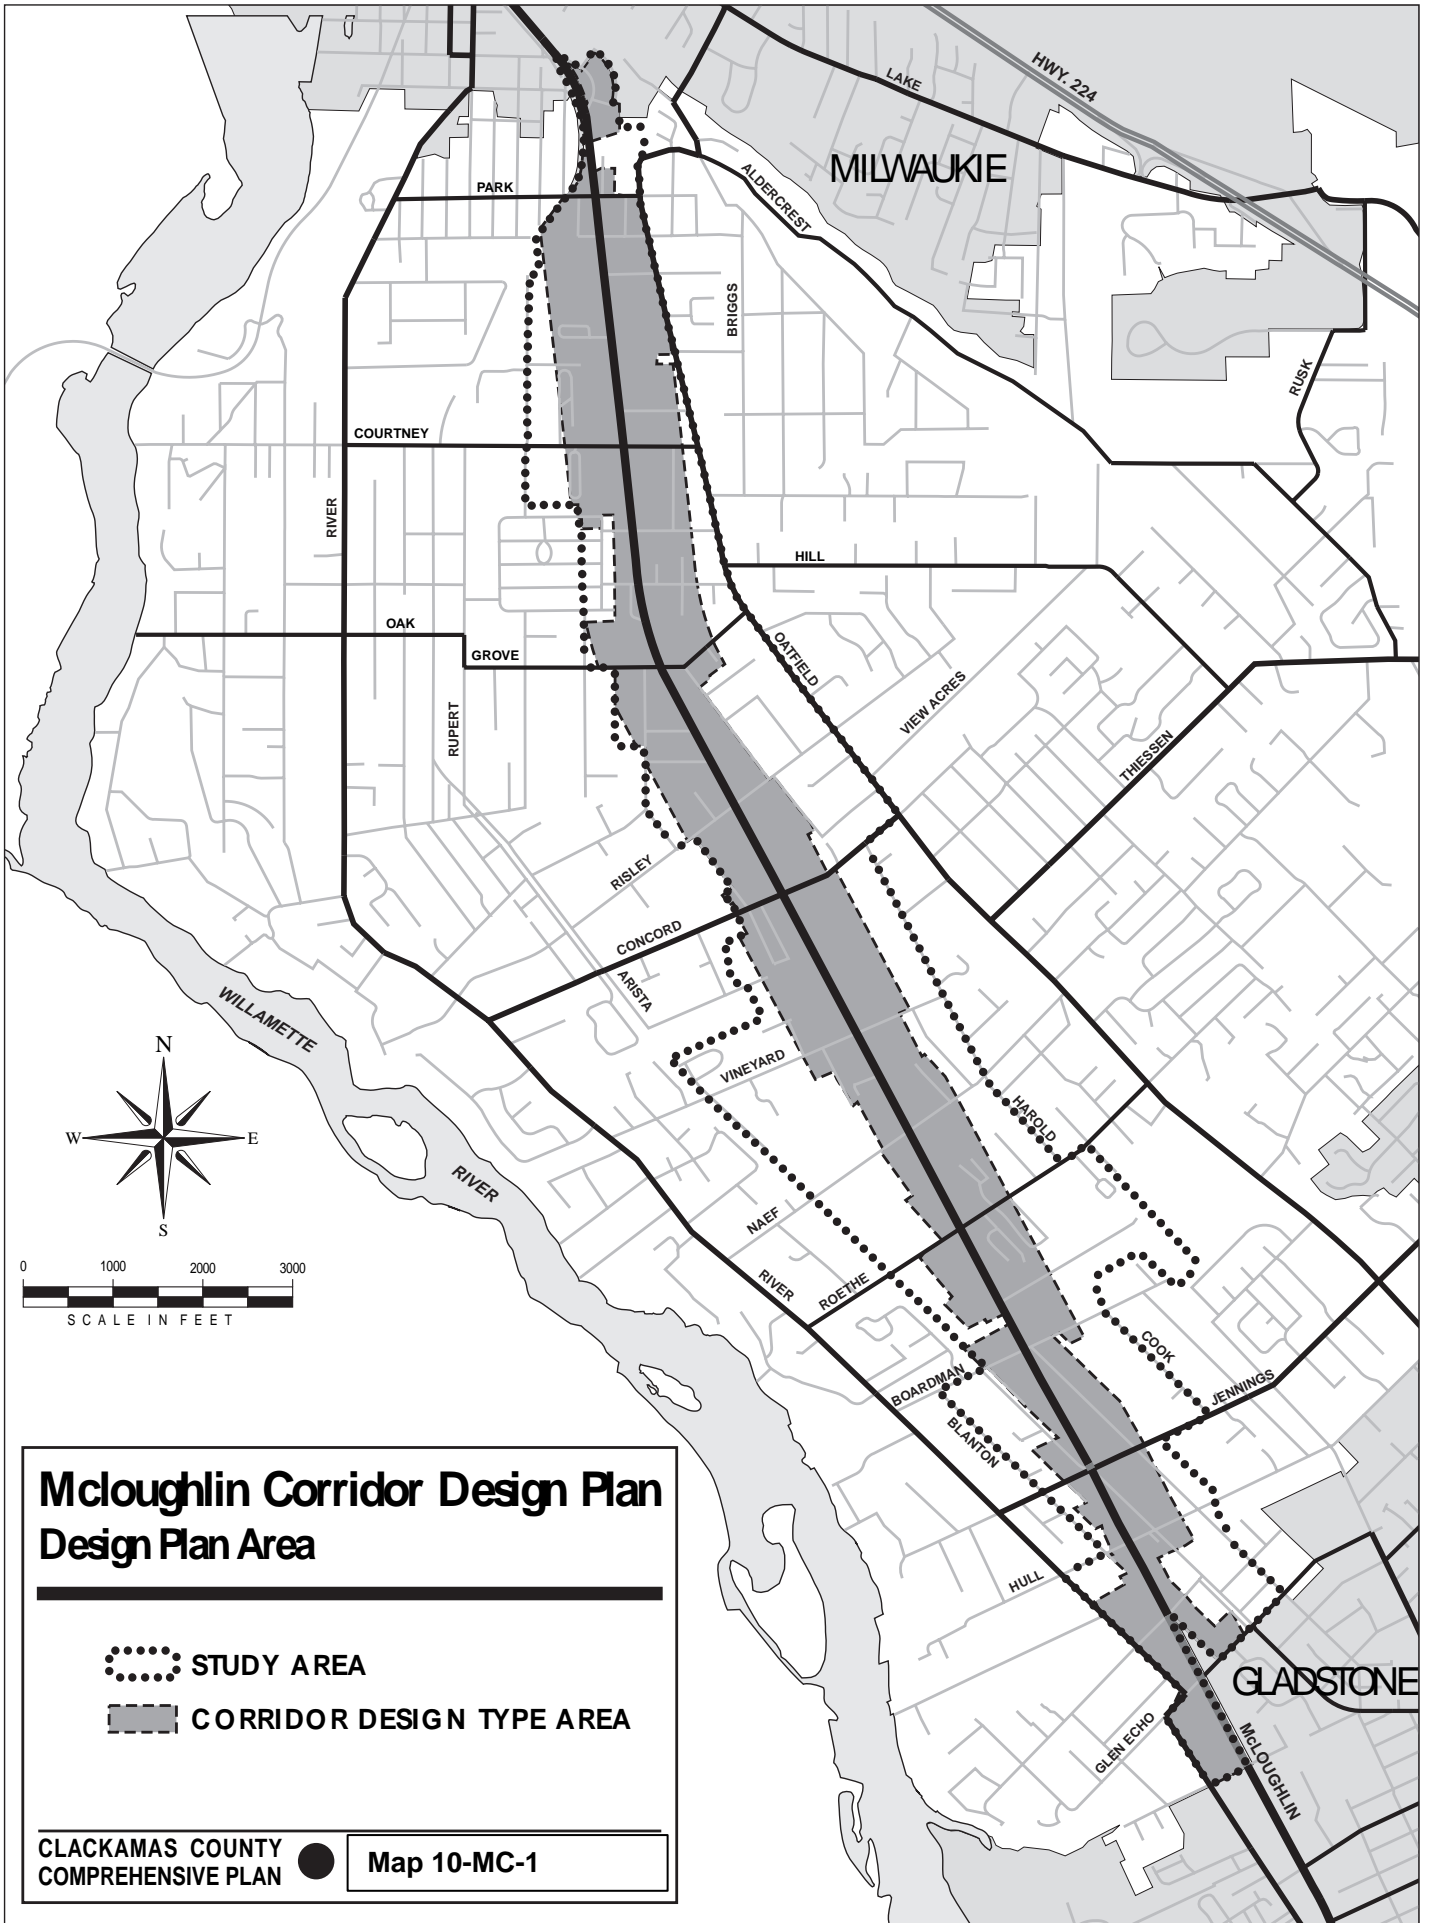 HWY. 224
LAKE
MILWAUKIE
PARK
ALDERCREST
BRIGGS
RUSK
COURTNEY
RIVER
HILL
OAK
GROVE
OATFIELD
VIEW ACRES
RUPERT
THIESSEN
RISLEY
CONCORD
ARISTA
WILLAMETTE
RIVER
VINEYARD
HAROLD
NAEF
RIVER
ROETHE
COOK
BOARDMAN
JENNINGS
BLANTON
HULL
GLADSTONE
GLEN ECHO
McLOUGHLIN
N
W
E
S
0 1000 2000 3000
SCALE IN FEET
Mcloughlin Corridor Design Plan
Design Plan Area
STUDY AREA
CORRIDOR DESIGN TYPE AREA
CLACKAMAS COUNTY
COMPREHENSIVE PLAN
Map 10-MC-1